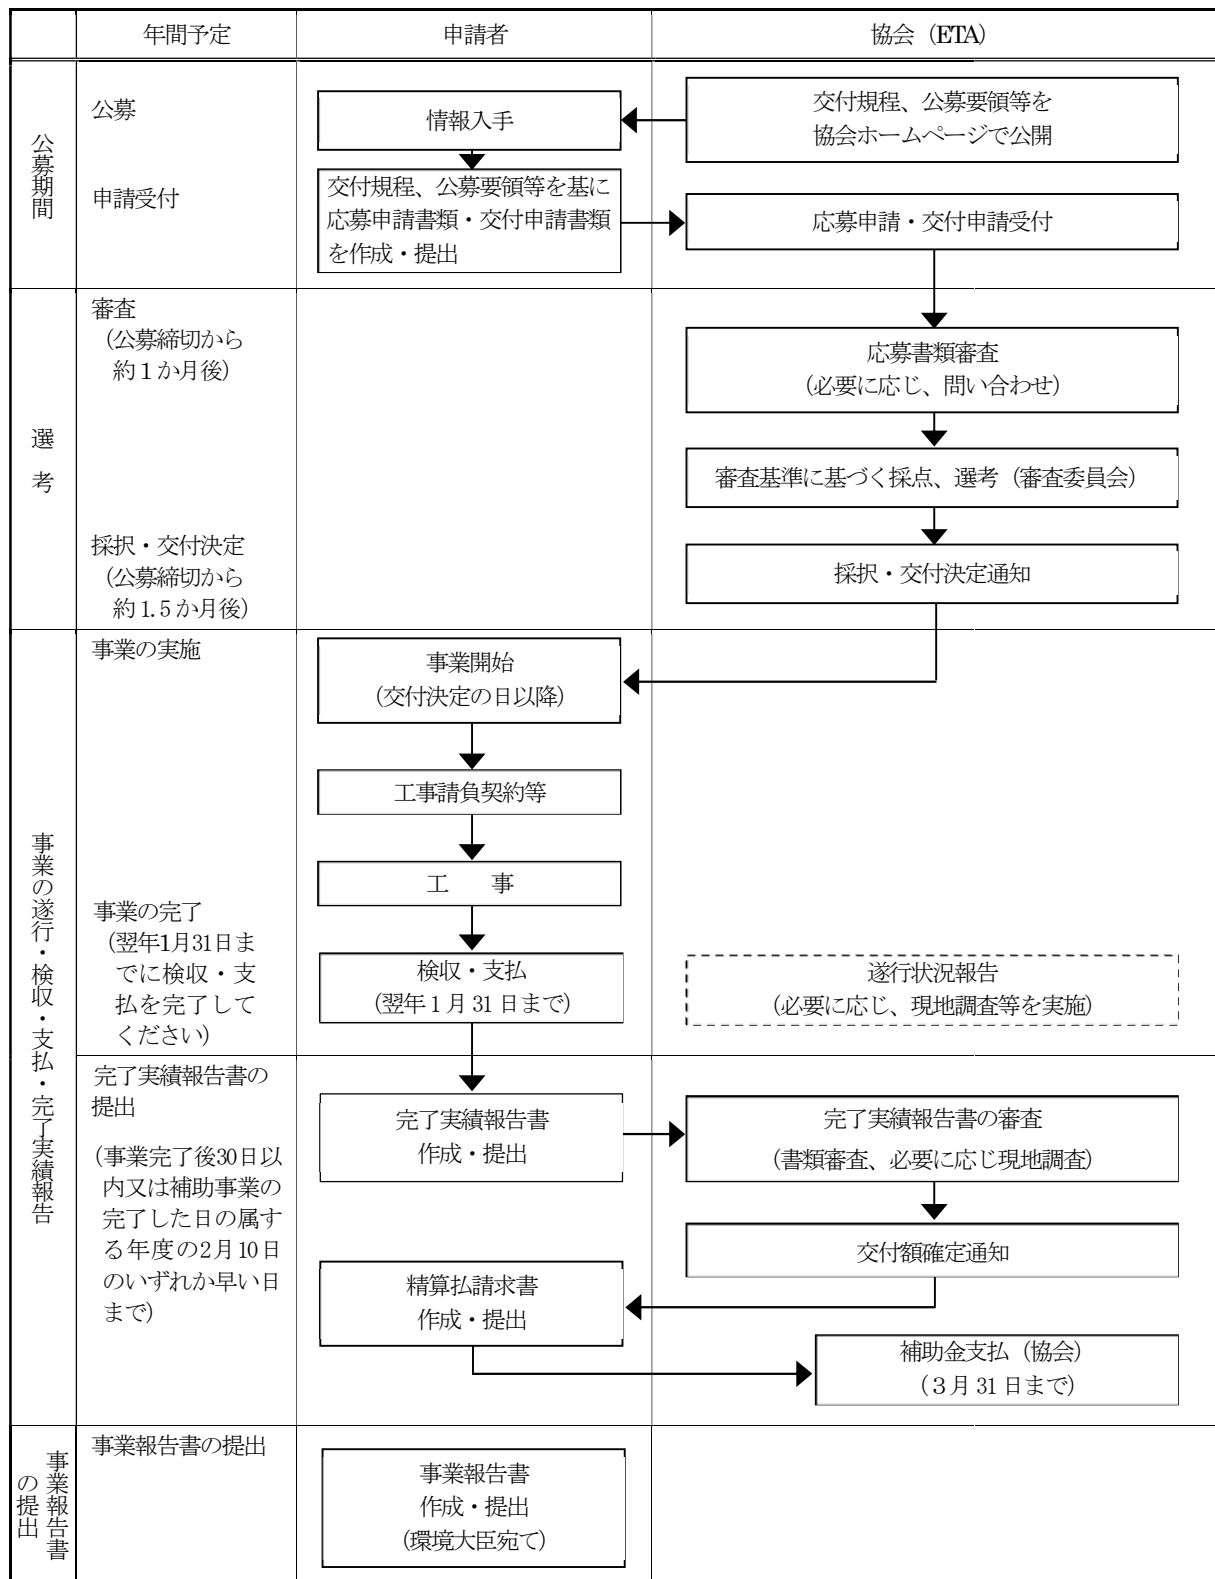 年間予定
申請者
協会（ETA）
公募期間
公募
申請受付
情報入手
交付規程、公募要領等を
協会ホームページで公開
交付規程、公募要領等を基に
応募申請書類・交付申請書類
を作成・提出
応募申請・交付申請受付
選考
審査
（公募締切から
約１か月後）
応募書類審査
（必要に応じ、問い合わせ）
審査基準に基づく採点、選考（審査委員会）
採択・交付決定
（公募締切から
約1.5か月後）
採択・交付決定通知
事業の遂行・検収・支払・完了実績報告
事業の実施
事業開始
（交付決定の日以降）
工事請負契約等
工　事
事業の完了
（翌年1月31日ま
でに検収・支
払を完了して
ください）
検収・支払
（翌年１月31日まで）
遂行状況報告
（必要に応じ、現地調査等を実施）
完了実績報告書の
提出
（事業完了後30日以
内又は補助事業の
完了した日の属す
る年度の2月10日
のいずれか早い日
まで）
完了実績報告書
作成・提出
完了実績報告書の審査
（書類審査、必要に応じ現地調査）
交付額確定通知
精算払請求書
作成・提出
補助金支払（協会）
（３月31日まで）
事業報告書
の提出
事業報告書の提出
事業報告書
作成・提出
（環境大臣宛て）